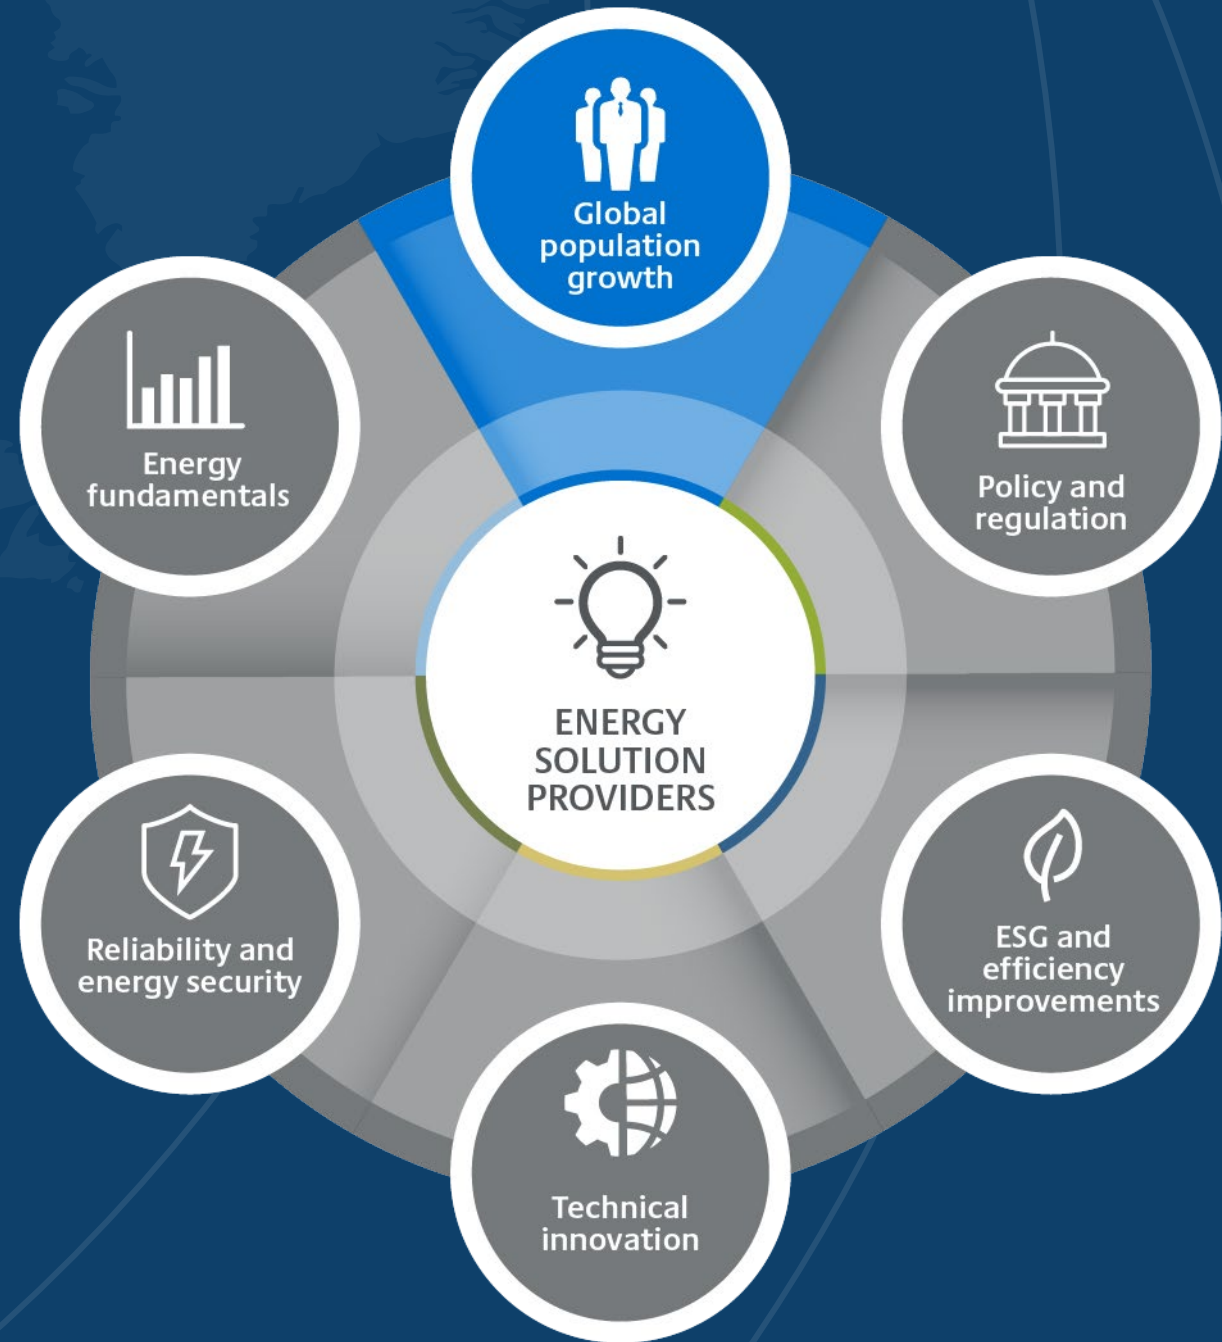 Global
population
growth
Energy
fundamentals
Policy and
regulation
ENERGY
SOLUTION
PROVIDERS
Reliability and
energy security
ESG and
efficiency
improvements
Technical
innovation